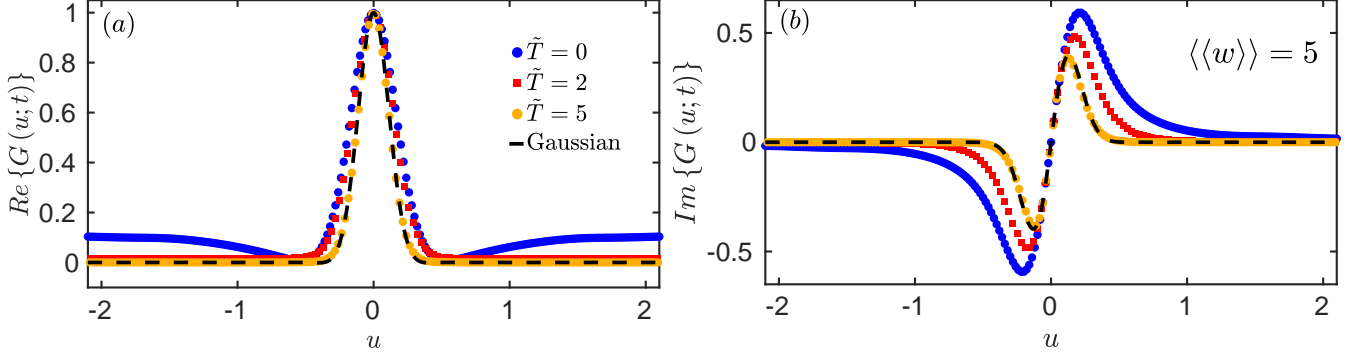 (a)
T̃ = 0
T̃ = 2
T̃ = 5
Gaussian
Re{G(u;t)}
1
0.8
0.6
0.4
0.2
0
-2 -1 0 1 2
u
(b)
⟨⟨w⟩⟩ = 5
Im{G(u;t)}
0.5
0
-0.5
-2 -1 0 1 2
u